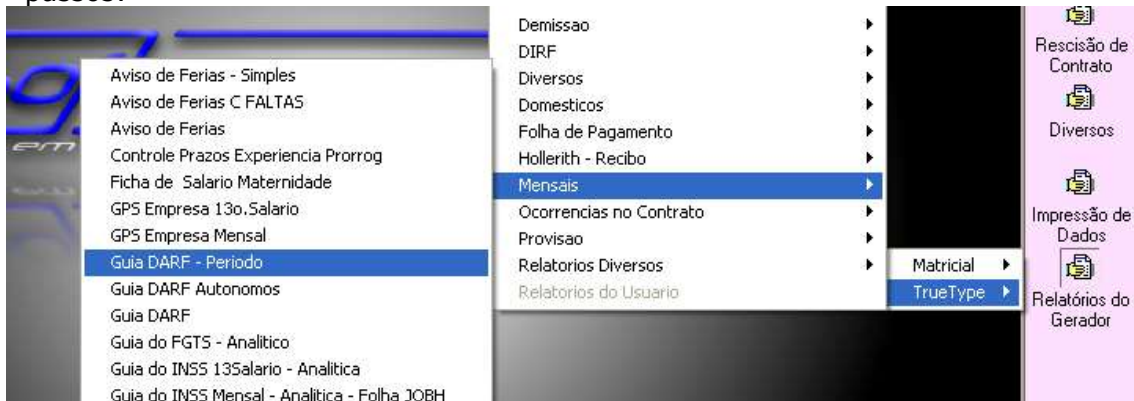 passos:
Aviso de Ferias - Simples
Aviso de Ferias C FALTAS
Aviso de Ferias
Controle Prazos Experiencia Prorrog
Ficha de Salario Maternidade
GPS Empresa 13o.Salario
GPS Empresa Mensal
Guia DARF - Periodo
Guia DARF Autonomos
Guia DARF
Guia do FGTS - Analitico
Guia do INSS 13Salario - Analitica
Guia do INSS Mensal - Analitica - Folha JOBH
em
Demissao
DIRF
Diversos
Domesticos
Folha de Pagamento
Hollerith - Recibo
Mensais
Ocorrencias no Contrato
Provisao
Relatorios Diversos
Relatorios do Usuario
Matricial
TrueType
Rescisão de
Contrato
Diversos
Impressão de
Dados
Relatórios do
Gerador